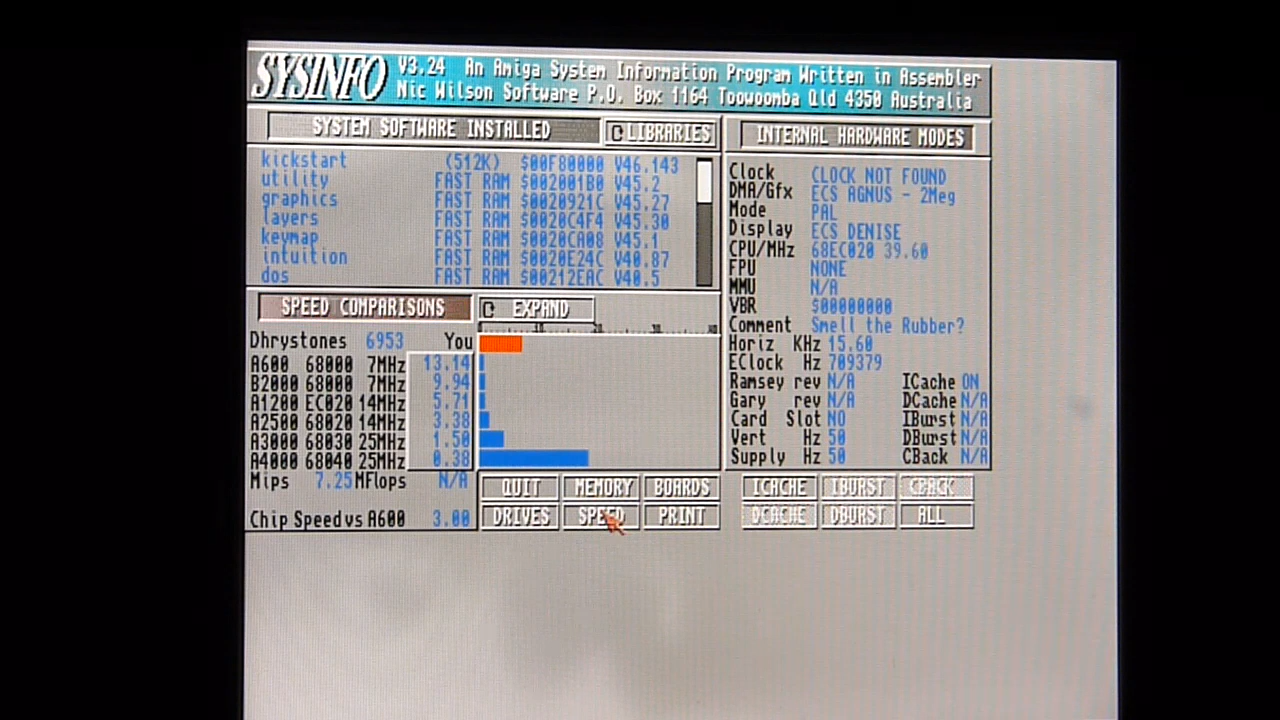 SYSINFO
V3.24 An Amiga System Information Program Written in Assembler
Nic Wilson Software P.O. Box 1164 Toowoomba Qld 4350 Australia
SYSTEM SOFTWARE INSTALLED
LIBRARIES
kickstart (512K) $00F80000 V46.143
utility FAST RAM $002001B0 V45.2
graphics FAST RAM $0020921C V45.27
layers FAST RAM $0020C4F4 V45.30
keymap FAST RAM $0020CA08 V45.1
intuition FAST RAM $0020E24C V40.87
dos FAST RAM $00212EAC V40.5
INTERNAL HARDWARE MODES
Clock CLOCK NOT FOUND
DMA/Gfx ECS AGNUS - 2Meg
Mode PAL
Display ECS DENISE
CPU/MHz 68EC020 39.60
FPU NONE
MMU N/A
VBR $00000000
Comment Smell the Rubber?
Horiz KHz 15.60
EClock Hz 709379
Ramsey rev N/A ICache ON
Gary rev N/A DCache N/A
Card Slot NO IBurst N/A
Vert Hz 50 DBurst N/A
Supply Hz 50 CBack N/A
SPEED COMPARISONS
EXPAND
10 20 30 40
Dhrystones 6953 You
A600 68000 7MHz 13.14
B2000 68000 7MHz 9.94
A1200 EC020 14MHz 5.71
A2500 68020 14MHz 3.38
A3000 68030 25MHz 1.50
A4000 68040 25MHz 0.38
Mips 7.25 MFlops N/A
Chip Speed vs A600 3.00
QUIT MEMORY BOARDS
DRIVES SPEED PRINT
ICACHE IBURST CBACK
DCACHE DBURST ALL